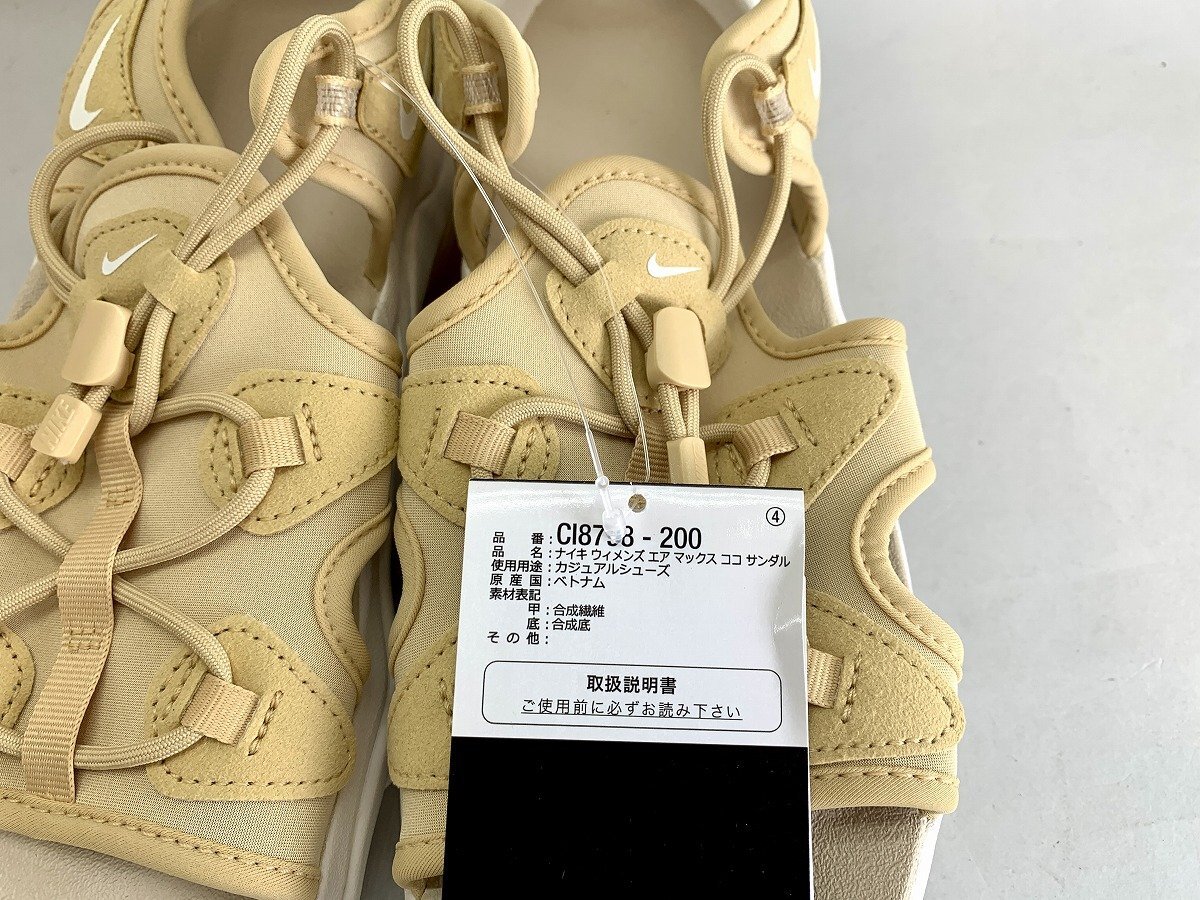 NIKE
④
品番：CI87 8 - 200
品名：ナイキ ウィメンズ エア マックス ココ サンダル
使用用途：カジュアルシューズ
原産国：ベトナム
素材表記
甲：合成繊維
底：合成底
その他：
取扱説明書
ご使用前に必ずお読み下さい